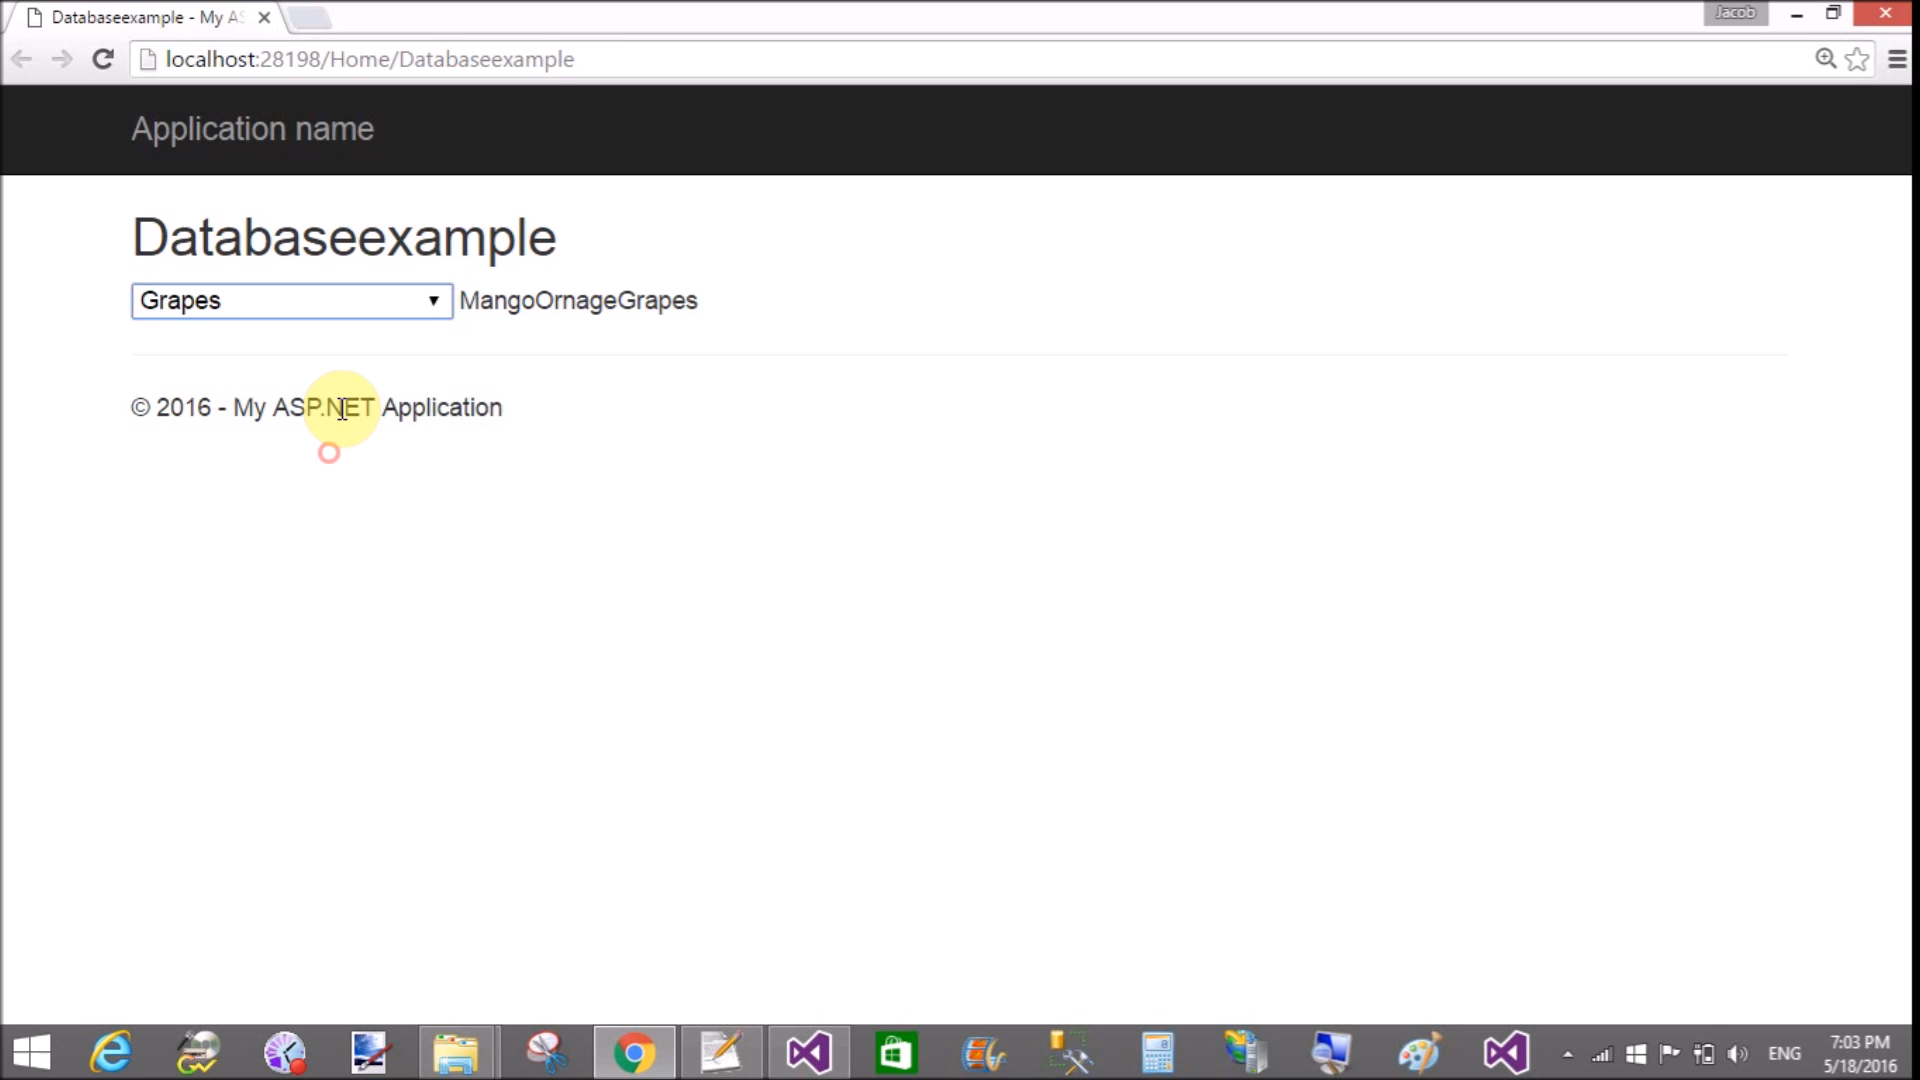 Databaseexample - My AS
Jacob
localhost:28198/Home/Databaseexample
Application name
Databaseexample
Grapes MangoOrnageGrapes
© 2016 - My ASP.NET Application
ENG
7:03 PM
5/18/2016